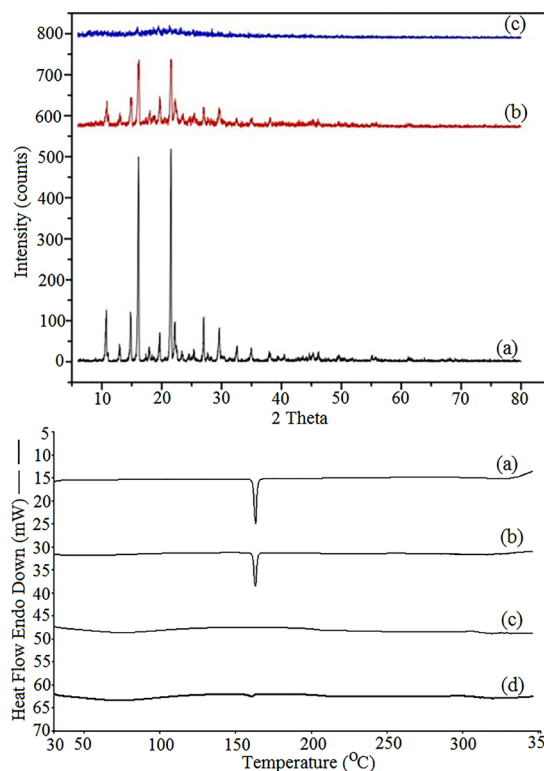 (c)
800
700
(b)
600
500
400
300
200
100
(a)
0
Intensity (counts)
10 20 30 40 50 60 70 80
2 Theta
5
10
(a)
15
20
25
(b)
30
35
40
45
(c)
50
55
60
(d)
65
70
Heat Flow Endo Down (mW)
30 50 100 150 200 250 300 35
Temperature (°C)